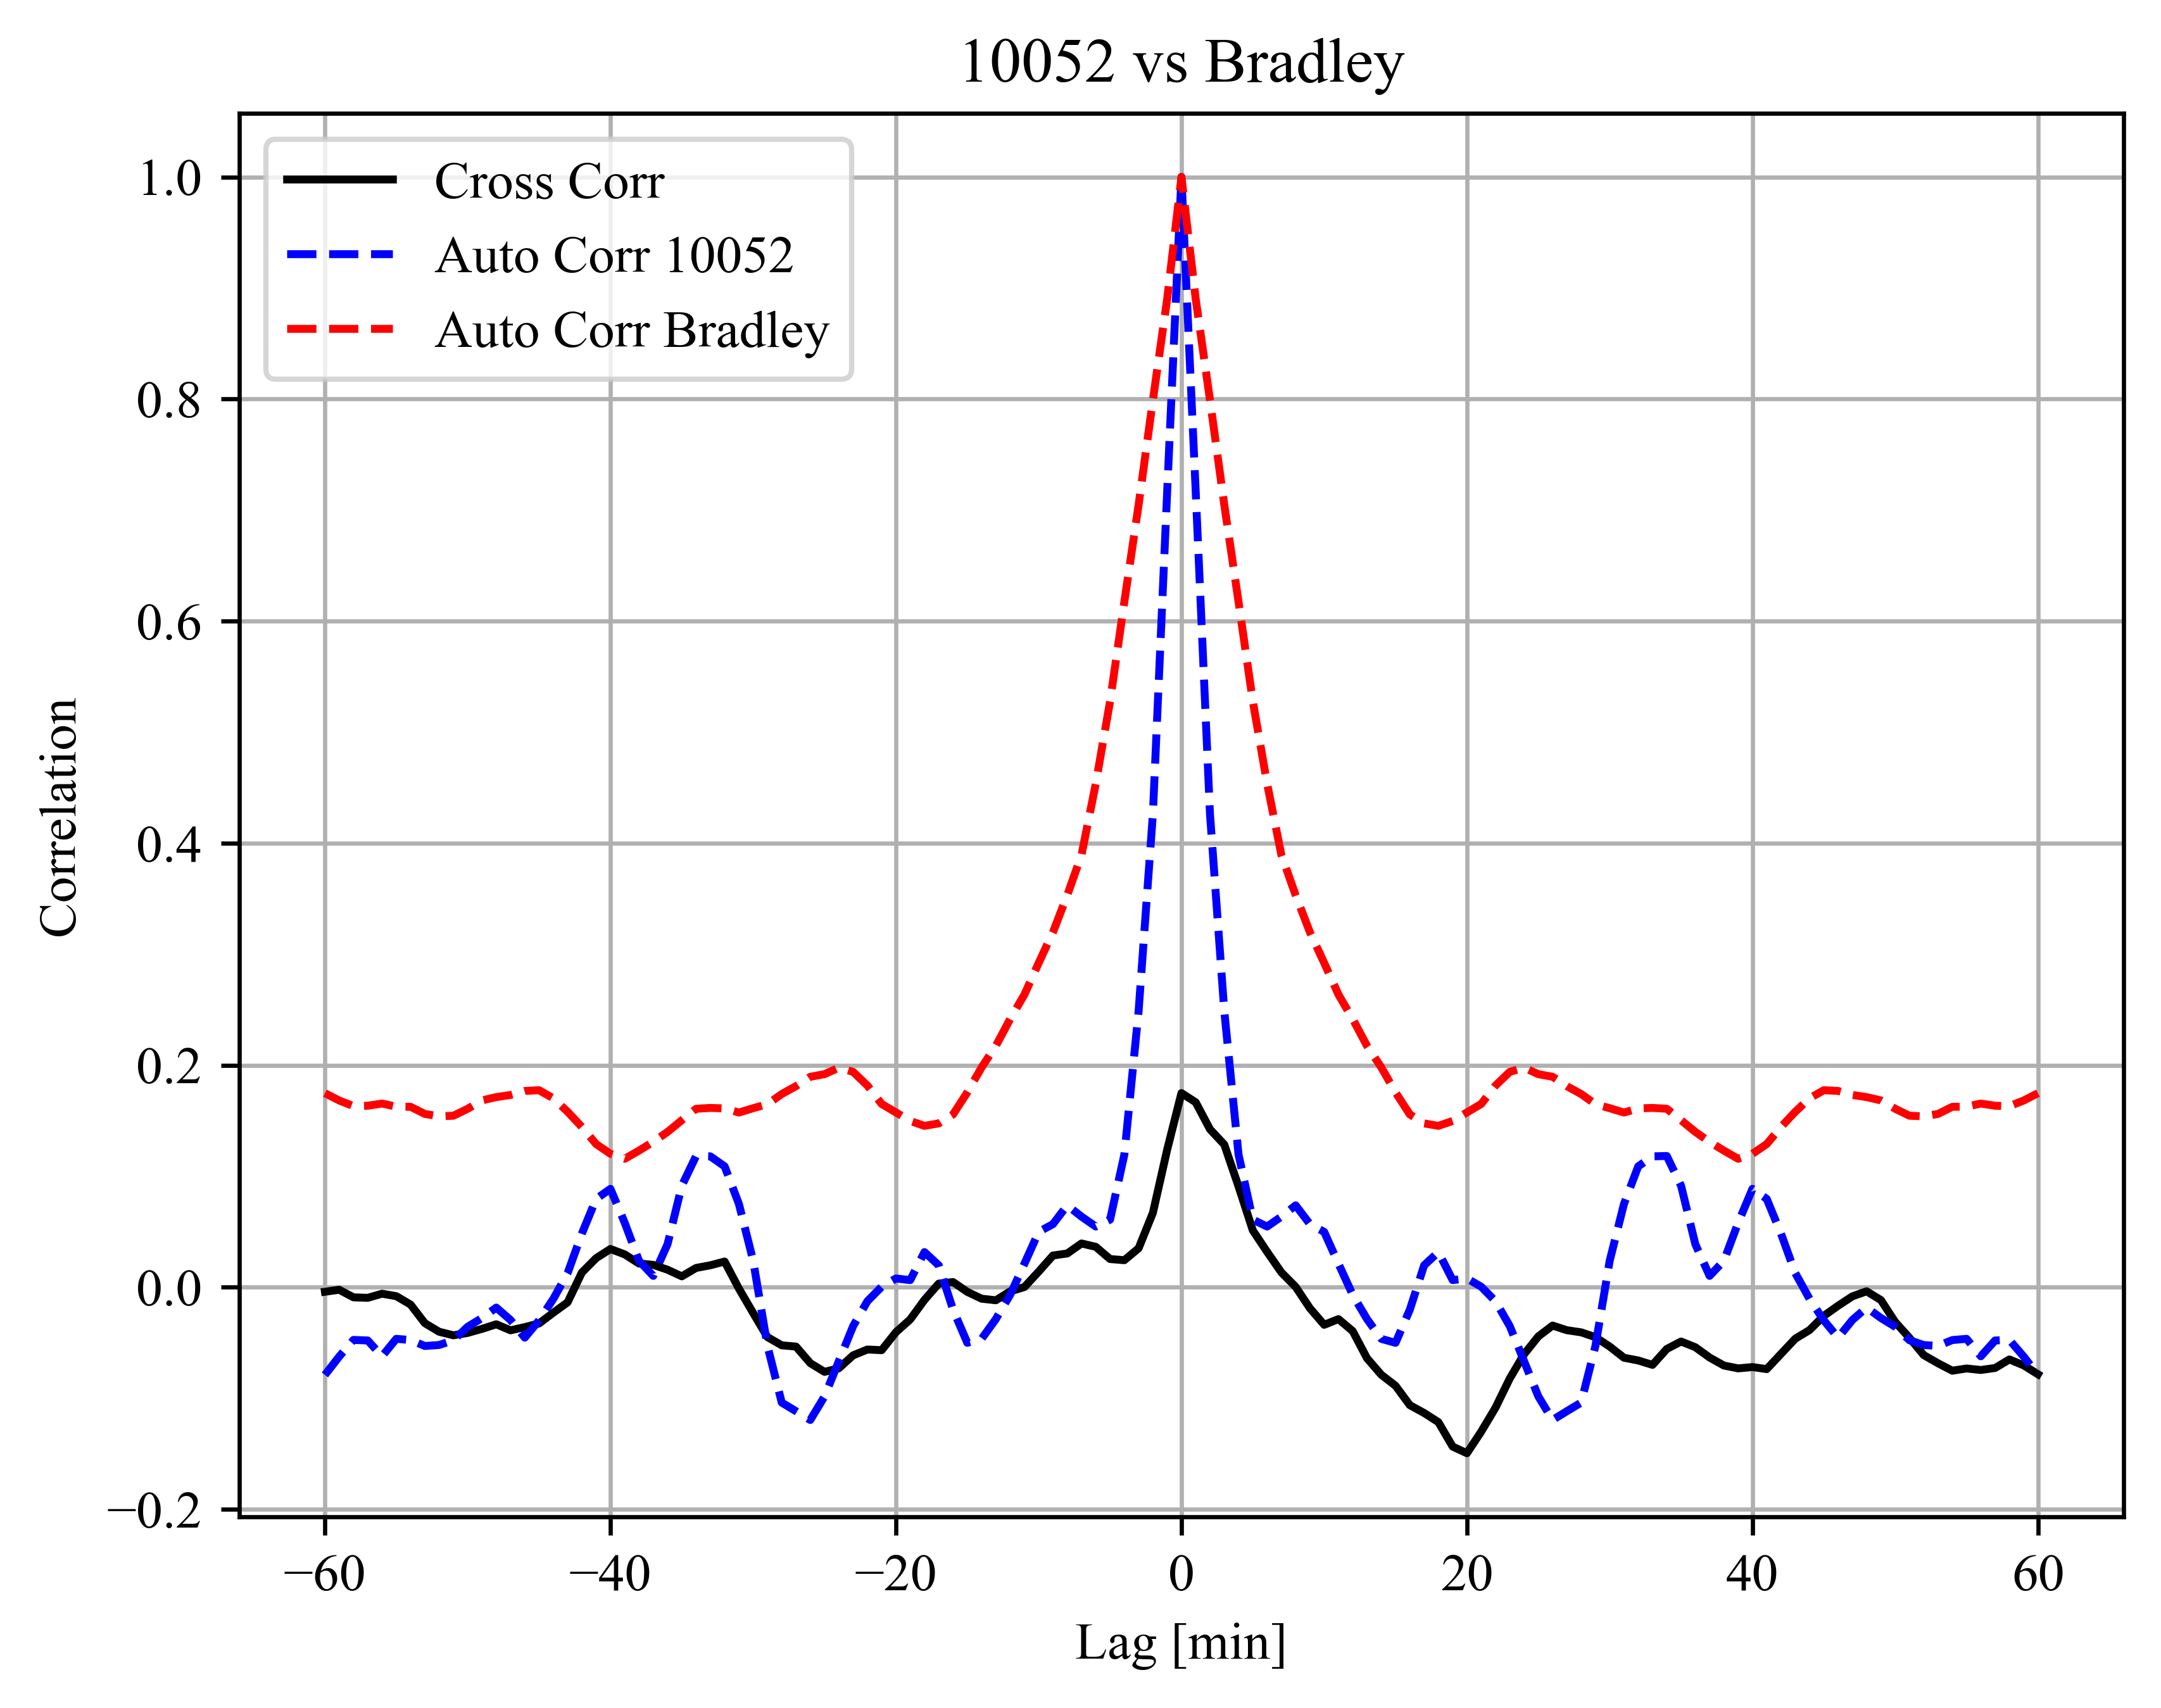 10052 vs Bradley
Cross Corr
Auto Corr 10052
Auto Corr Bradley
1.0
0.8
0.6
0.4
0.2
0.0
−0.2
Correlation
−60 −40 −20 0 20 40 60
Lag [min]